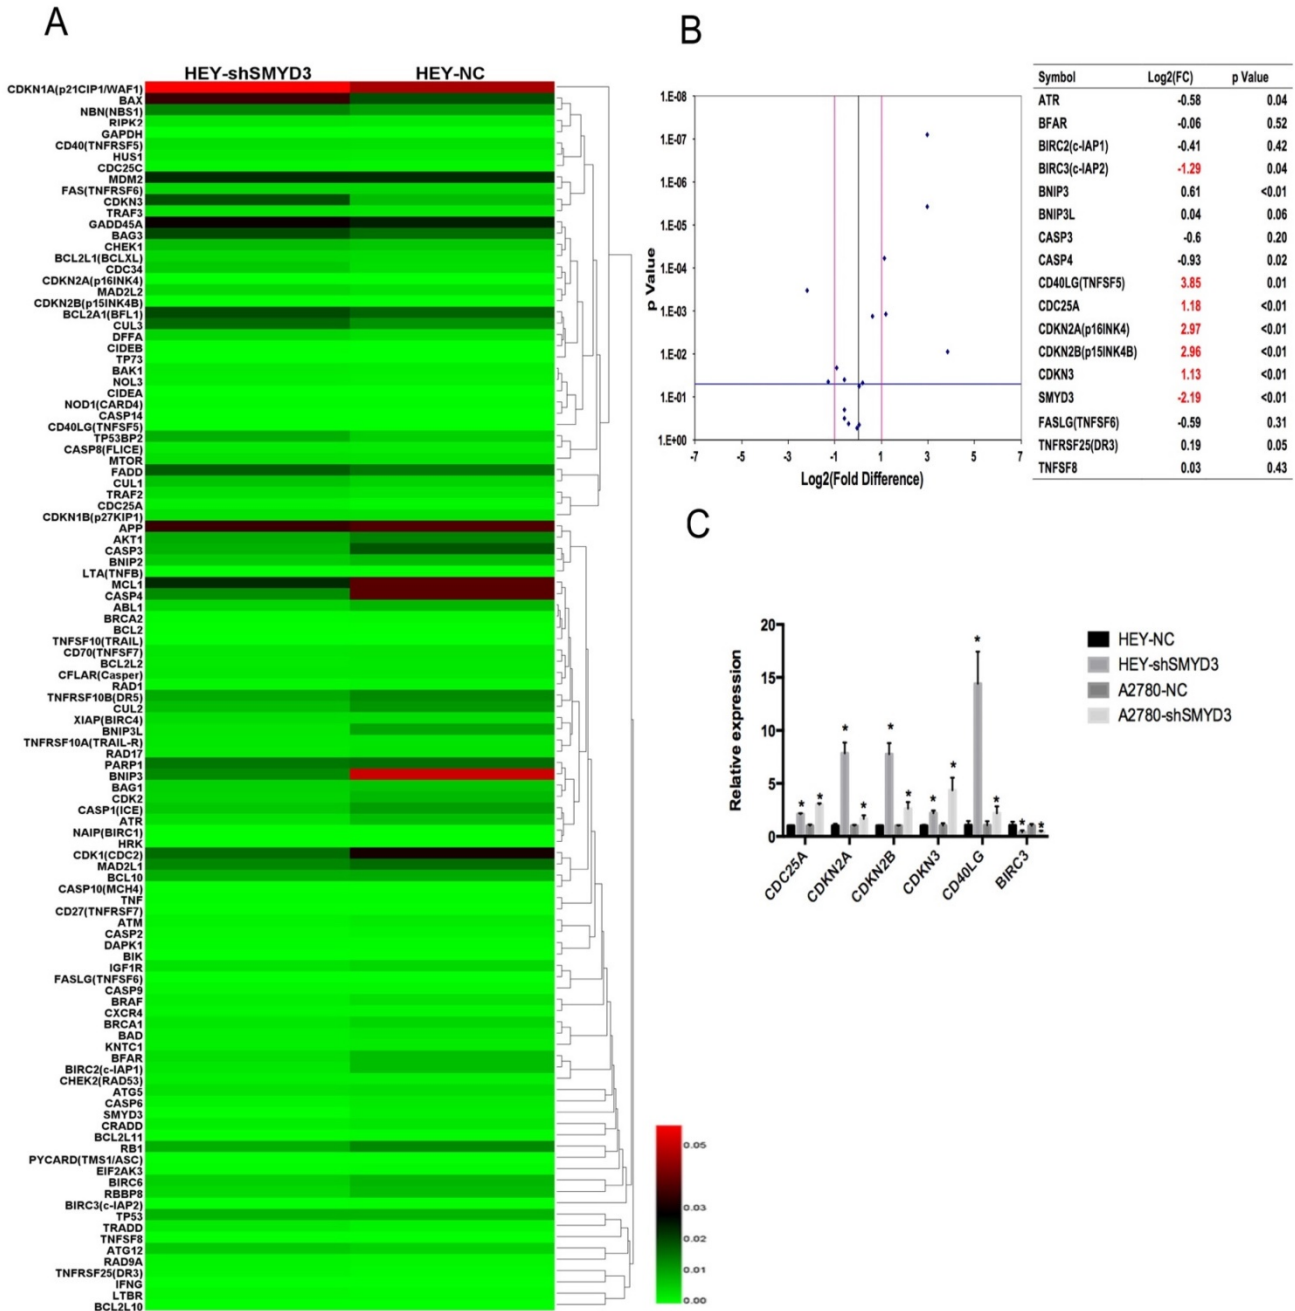 A
HEY-shSMYD3 HEY-NC
CDKN1A(p21CIP1/WAF1)
BAX
NBN(NBS1)
RIPK2
GAPDH
CD40(TNFRSF5)
HUS1
CDC25C
MDM2
FAS(TNFRSF6)
CDKN3
TRAF3
GADD45A
BAG3
CHEK1
BCL2L1(BCLXL)
CDC34
CDKN2A(p16INK4)
MAD2L2
CDKN2B(p15INK4B)
BCL2A1(BFL1)
CUL3
DFFA
CIDEB
TP73
BAK1
NOL3
CIDEA
NOD1(CARD4)
CASP14
CD40LG(TNFSF5)
TP53BP2
CASP8(FLICE)
MTOR
FADD
CUL1
TRAF2
CDC25A
CDKN1B(p27KIP1)
APP
AKT1
CASP3
BNIP2
LTA(TNFB)
MCL1
CASP4
ABL1
BRCA2
BCL2
TNFSF10(TRAIL)
CD70(TNFSF7)
BCL2L2
CFLAR(Casper)
RAD1
TNFRSF10B(DR5)
CUL2
XIAP(BIRC4)
BNIP3L
TNFRSF10A(TRAIL-R)
RAD17
PARP1
BNIP3
BAG1
CDK2
CASP1(ICE)
ATR
NAIP(BIRC1)
HRK
CDK1(CDC2)
MAD2L1
BCL10
CASP10(MCH4)
TNF
CD27(TNFRSF7)
ATM
CASP2
DAPK1
BIK
IGF1R
FASLG(TNFSF6)
CASP9
BRAF
CXCR4
BRCA1
BAD
KNTC1
BFAR
BIRC2(c-IAP1)
CHEK2(RAD53)
ATG5
CASP6
SMYD3
CRADD
BCL2L11
RB1
PYCARD(TMS1/ASC)
EIF2AK3
BIRC6
RBBP8
BIRC3(c-IAP2)
TP53
TRADD
TNFSF8
ATG12
RAD9A
TNFRSF25(DR3)
IFNG
LTBR
BCL2L10
0.05
0.03
0.02
0.01
0.00
B
1.E-08
1.E-07
1.E-06
1.E-05
1.E-04
1.E-03
1.E-02
1.E-01
1.E+00
p Value
-7 -5 -3 -1 1 3 5 7
Log2(Fold Difference)
Symbol Log2(FC) p Value
ATR -0.58 0.04
BFAR -0.06 0.52
BIRC2(c-IAP1) -0.41 0.42
BIRC3(c-IAP2) -1.29 0.04
BNIP3 0.61 <0.01
BNIP3L 0.04 0.06
CASP3 -0.6 0.20
CASP4 -0.93 0.02
CD40LG(TNFSF5) 3.85 0.01
CDC25A 1.18 <0.01
CDKN2A(p16INK4) 2.97 <0.01
CDKN2B(p15INK4B) 2.96 <0.01
CDKN3 1.13 <0.01
SMYD3 -2.19 <0.01
FASLG(TNFSF6) -0.59 0.31
TNFRSF25(DR3) 0.19 0.05
TNFSF8 0.03 0.43
C
20
15
10
5
0
Relative expression
* * * * * * * * * * * *
CDC25A CDKN2A CDKN2B CDKN3 CD40LG BIRC3
HEY-NC
HEY-shSMYD3
A2780-NC
A2780-shSMYD3